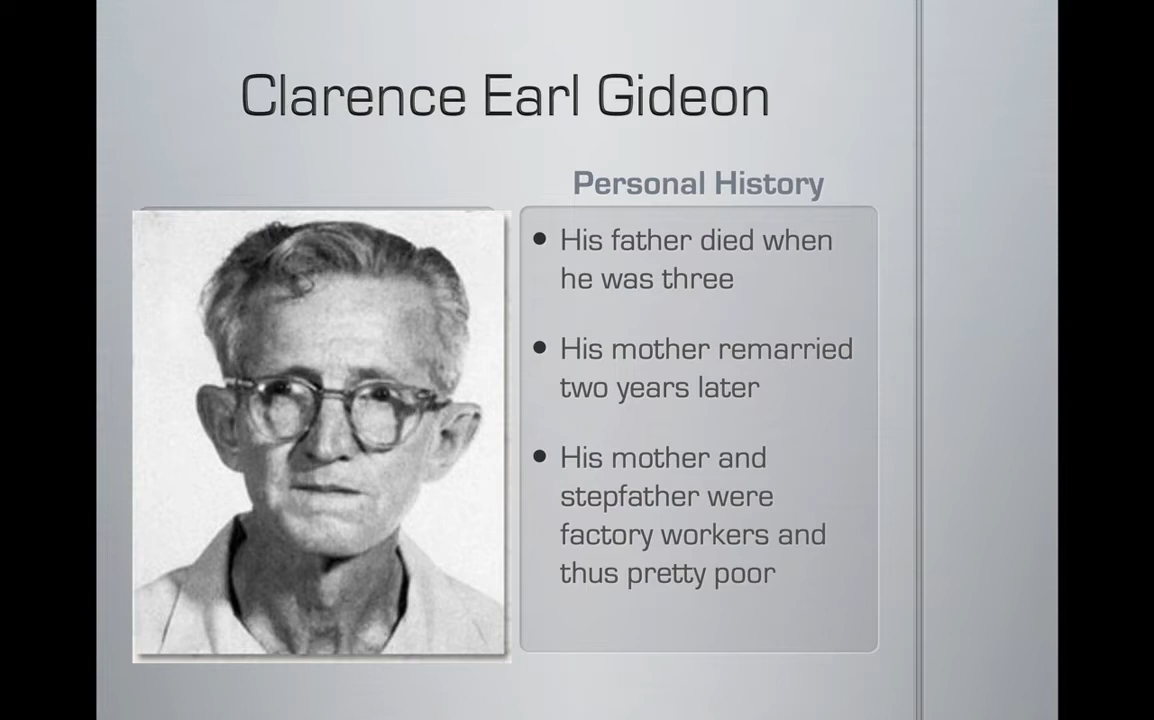 Clarence Earl Gideon
Personal History
• His father died when
he was three
• His mother remarried
two years later
• His mother and
stepfather were
factory workers and
thus pretty poor